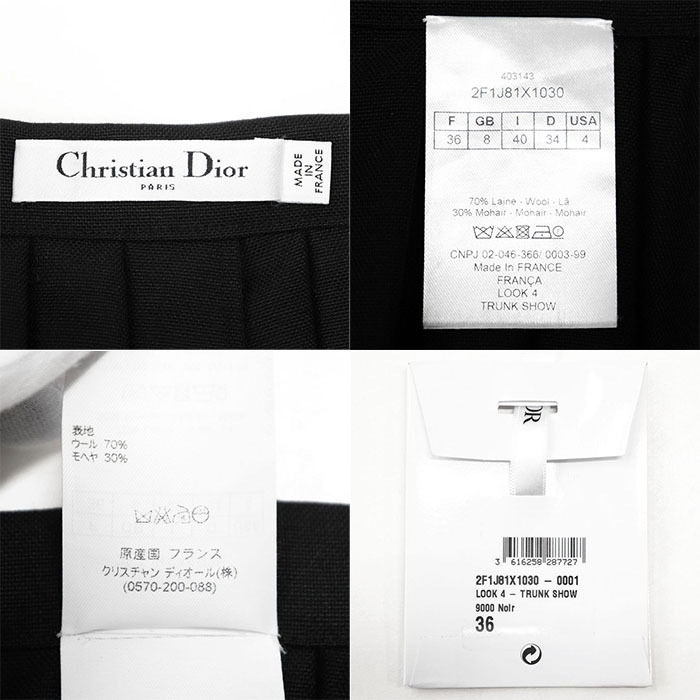 Christian Dior
PARIS
MADE
IN
FRANCE
403143
2F1J81X1030
F GB I D USA
36 8 40 34 4
70% Laine - Wool - Lã
30% Mohair - Mohair - Mohair
CNPJ 02-046-366/ 0003-99
Made In FRANCE
FRANÇA
LOOK 4
TRUNK SHOW
表地
ウール 70%
モヘヤ 30%
原産国 フランス
クリスチャン ディオール(株)
(0570-200-088)
OR
3 616258 287727
2F1J81X1030 - 0001
LOOK 4 - TRUNK SHOW
9000 Noir
36